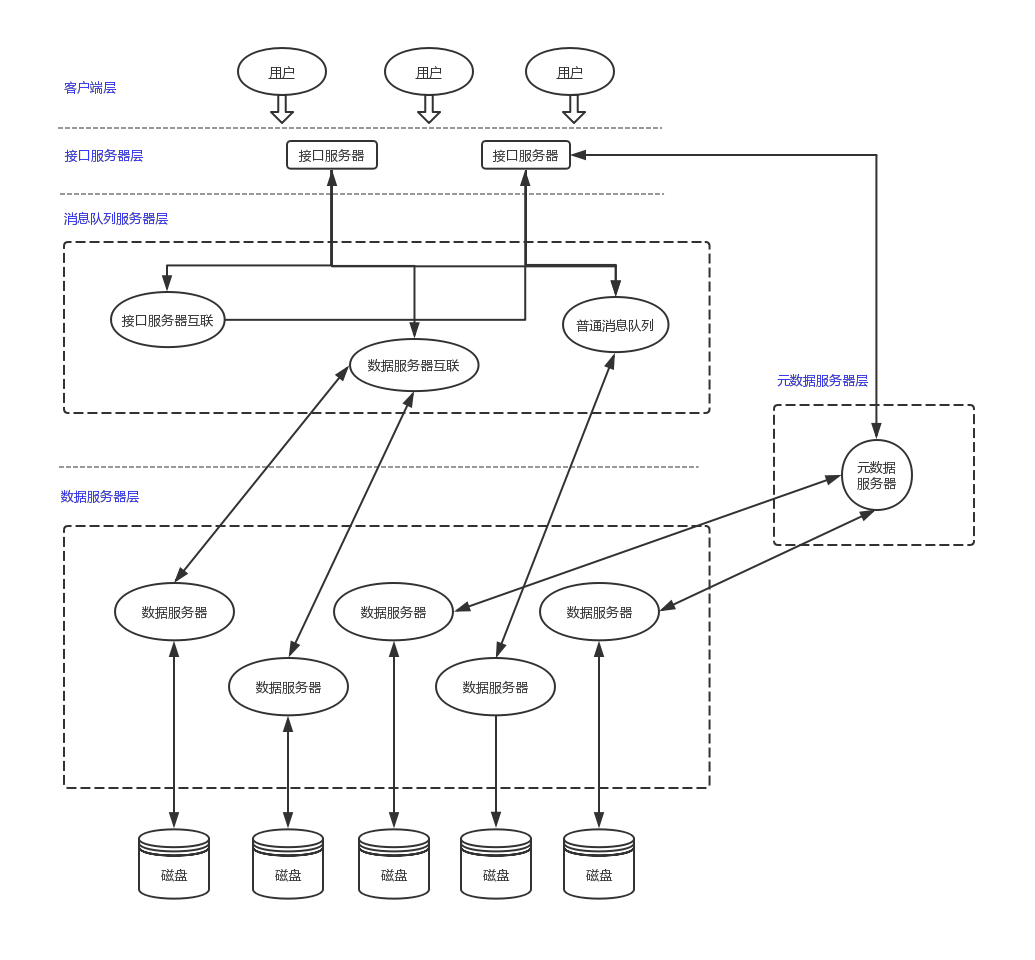 用户
用户
用户
客户端层
接口服务器层
接口服务器
接口服务器
消息队列服务器层
接口服务器互联
普通消息队列
数据服务器互联
元数据服务器层
元数据
服务器
数据服务器层
数据服务器
数据服务器
数据服务器
数据服务器
数据服务器
磁盘
磁盘
磁盘
磁盘
磁盘